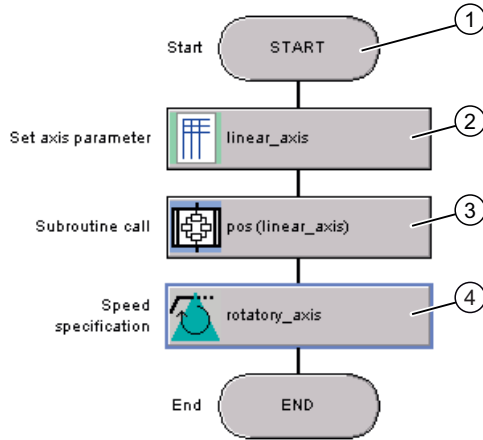 Start
START
1
Set axis parameter
linear_axis
2
Subroutine call
pos (linear_axis)
3
Speed
specification
rotatory_axis
4
End
END